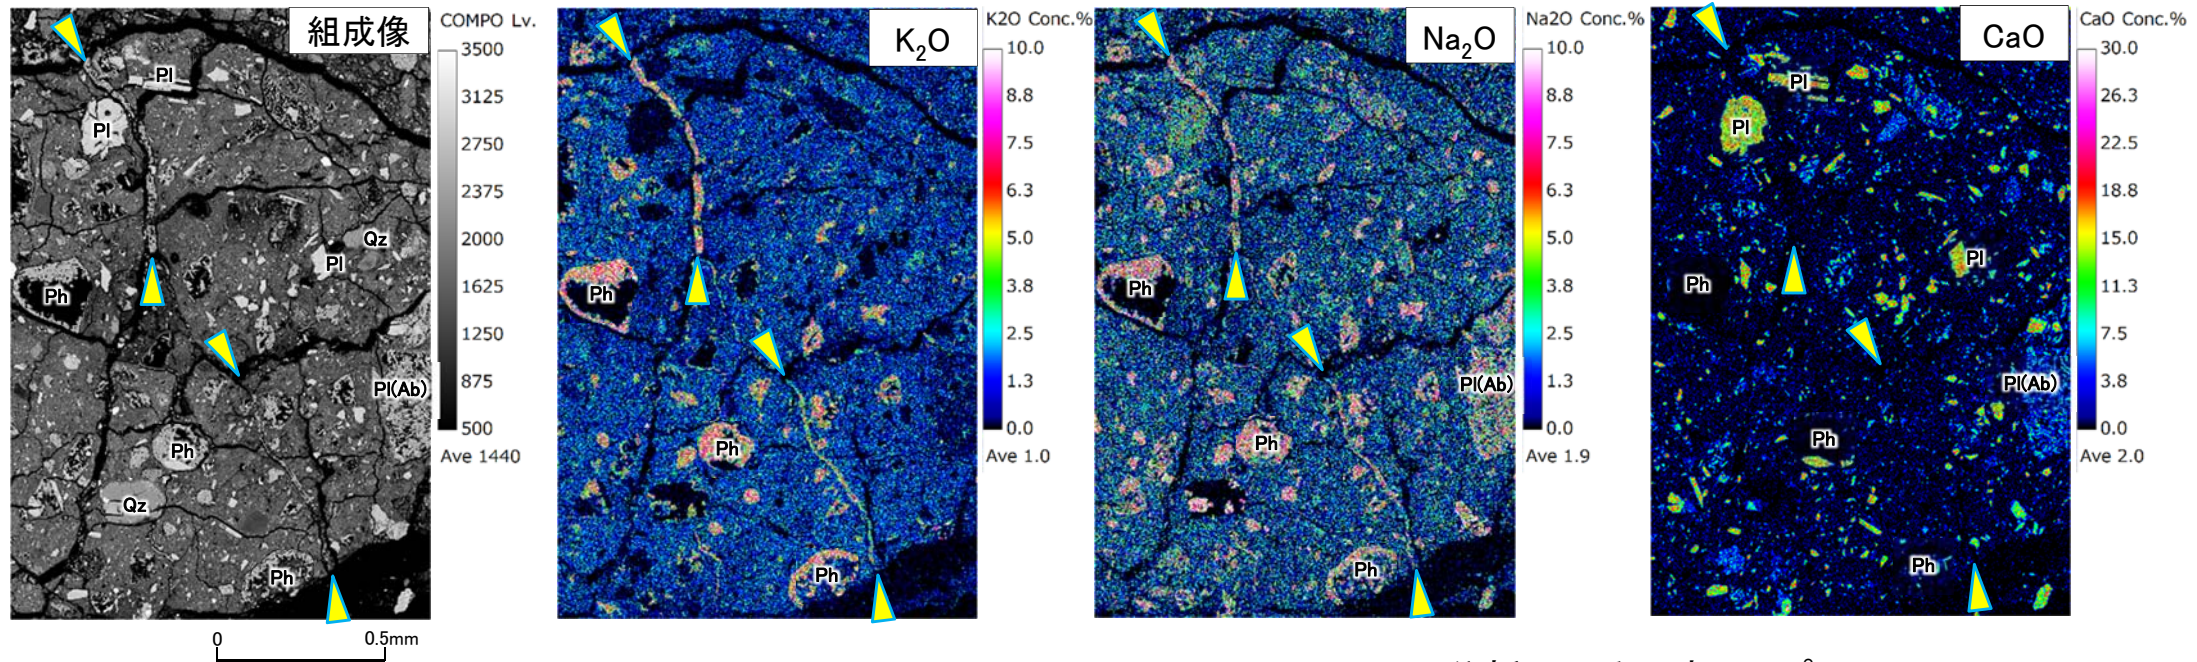 組成像
COMPO Lv.
3500
3125
2750
2375
2000
1625
1250
875
500
Ave 1440
Pl
Pl
Qz
Pl
Ph
Pl(Ab)
Ph
Qz
Ph
0 0.5mm
K2O
K2O Conc.%
10.0
8.8
7.5
6.3
5.0
3.8
2.5
1.3
0.0
Ave 1.0
Ph
Ph
Ph
Na2O
Na2O Conc.%
10.0
8.8
7.5
6.3
5.0
3.8
2.5
1.3
0.0
Ave 1.9
Ph
Pl(Ab)
Ph
Ph
CaO
CaO Conc.%
30.0
26.3
22.5
18.8
15.0
11.3
7.5
3.8
0.0
Ave 2.0
Pl
Pl
Pl
Ph
Pl(Ab)
Ph
Ph